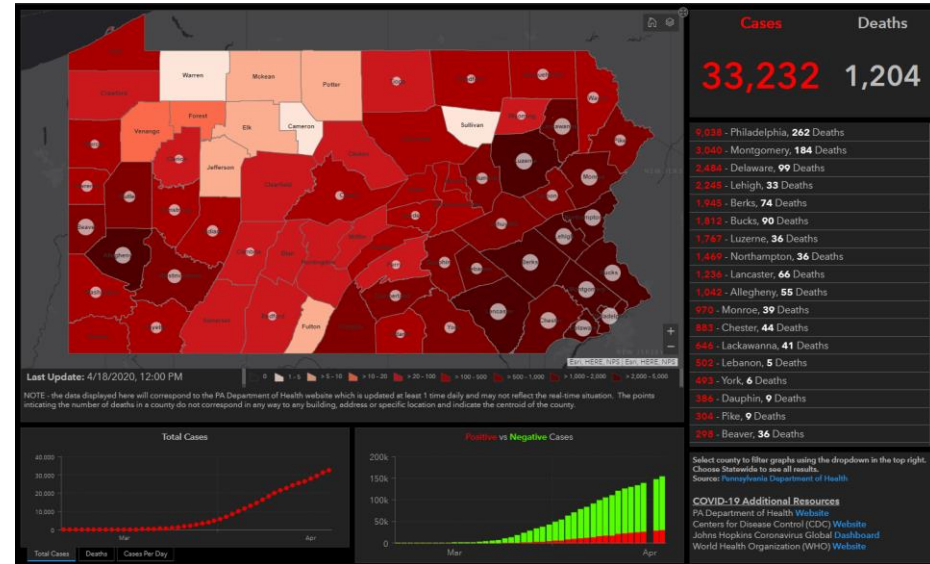 Warren
Mckean
Potter
Crawford
Forest
Venango
Elk
Cameron
Sullivan
Jefferson
Clearfield
Fulton
Esri, HERE, NPS | Esri, HERE, NPS
Last Update: 4/18/2020, 12:00 PM
0 1 - 5 > 5 - 10 > 10 - 20 > 20 - 100 > 100 - 500 > 500 - 1,000 > 1,000 - 2,000 > 2,000 - 5,000
NOTE - the data displayed here will correspond to the PA Department of Health website which is updated at least 1 time daily and may not reflect the real-time situation. The points
inticating the number of deaths in a county do not correspond in any way to any building, address or specific location and indicate the centroid of the county.
Total Cases
40,000
30,000
20,000
10,000
0
Mar
Apr
Total Cases Deaths Cases Per Day
Positive vs Negative Cases
200k
150k
100k
50k
0
Mar
Apr
Cases Deaths
33,232 1,204
9,038 - Philadelphia, 262 Deaths
3,040 - Montgomery, 184 Deaths
2,484 - Delaware, 99 Deaths
2,245 - Lehigh, 33 Deaths
1,945 - Berks, 74 Deaths
1,812 - Bucks, 90 Deaths
1,767 - Luzerne, 36 Deaths
1,469 - Northampton, 36 Deaths
1,236 - Lancaster, 66 Deaths
1,042 - Allegheny, 55 Deaths
970 - Monroe, 39 Deaths
883 - Chester, 44 Deaths
646 - Lackawanna, 41 Deaths
502 - Lebanon, 5 Deaths
493 - York, 6 Deaths
386 - Dauphin, 9 Deaths
304 - Pike, 9 Deaths
298 - Beaver, 36 Deaths
Select county to filter graphs using the dropdown in the top right.
Choose Statewide to see all results.
Source: Pennsylvania Department of Health
COVID-19 Additional Resources
PA Department of Health Website
Centers for Disease Control (CDC) Website
Johns Hopkins Coronavirus Global Dashboard
World Health Organization (WHO) Website